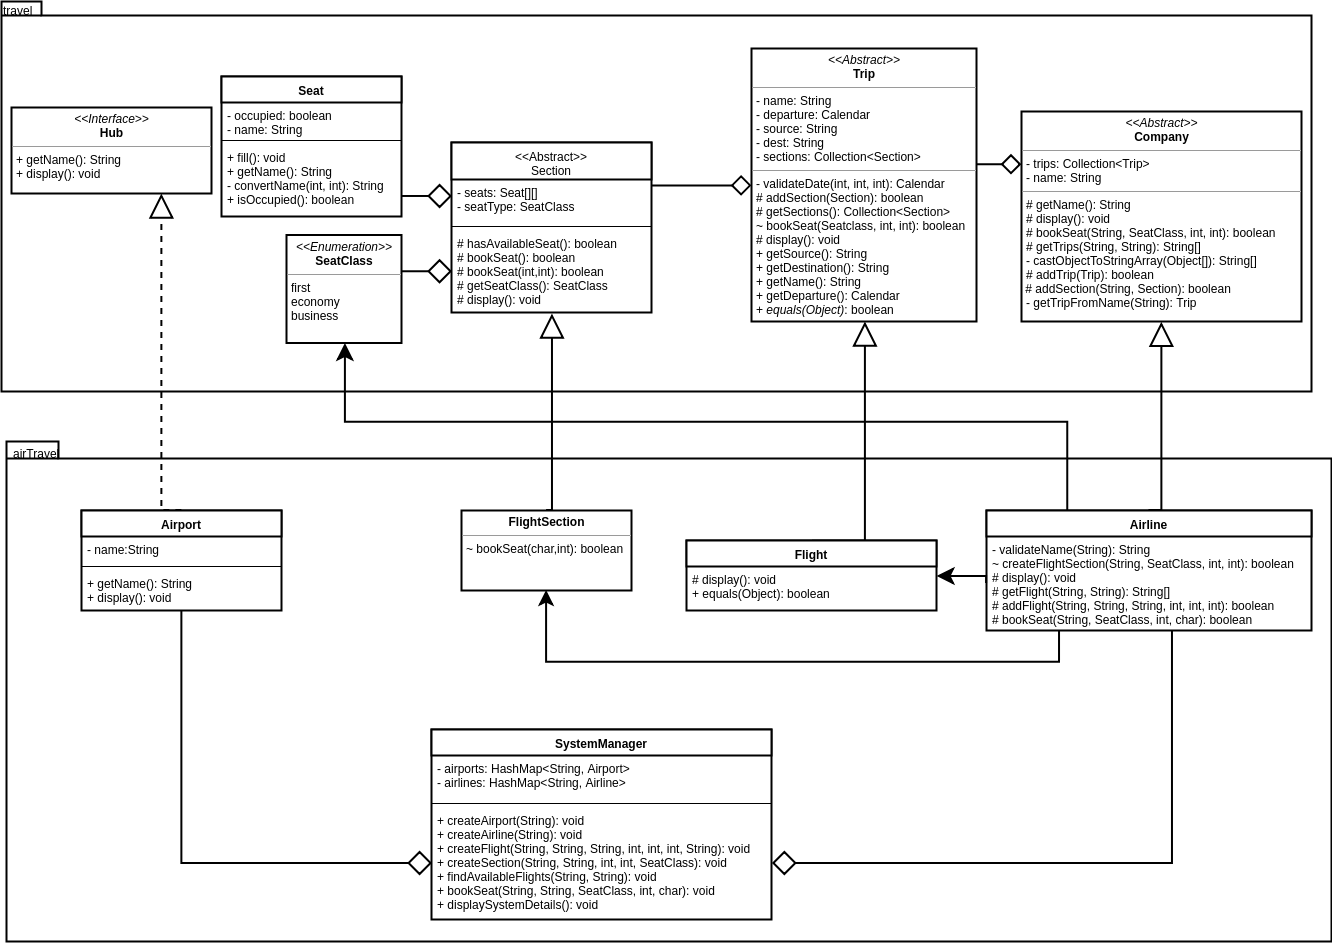 travel
<<Interface>>
Hub
+ getName(): String
+ display(): void
Seat
- occupied: boolean
- name: String
+ fill(): void
+ getName(): String
- convertName(int, int): String
+ isOccupied(): boolean
<<Enumeration>>
SeatClass
first
economy
business
<<Abstract>>
Section
- seats: Seat[][]
- seatType: SeatClass
# hasAvailableSeat(): boolean
# bookSeat(): boolean
# bookSeat(int,int): boolean
# getSeatClass(): SeatClass
# display(): void
<<Abstract>>
Trip
- name: String
- departure: Calendar
- source: String
- dest: String
- sections: Collection<Section>
- validateDate(int, int, int): Calendar
# addSection(Section): boolean
# getSections(): Collection<Section>
~ bookSeat(Seatclass, int, int): boolean
# display(): void
+ getSource(): String
+ getDestination(): String
+ getName(): String
+ getDeparture(): Calendar
+ equals(Object): boolean
<<Abstract>>
Company
- trips: Collection<Trip>
- name: String
# getName(): String
# display(): void
# bookSeat(String, SeatClass, int, int): boolean
# getTrips(String, String): String[]
- castObjectToStringArray(Object[]): String[]
# addTrip(Trip): boolean
# addSection(String, Section): boolean
- getTripFromName(String): Trip
airTravel
Airport
- name:String
+ getName(): String
+ display(): void
FlightSection
~ bookSeat(char,int): boolean
Flight
# display(): void
+ equals(Object): boolean
Airline
- validateName(String): String
~ createFlightSection(String, SeatClass, int, int): boolean
# display(): void
# getFlight(String, String): String[]
# addFlight(String, String, String, int, int, int): boolean
# bookSeat(String, SeatClass, int, char): boolean
SystemManager
- airports: HashMap<String, Airport>
- airlines: HashMap<String, Airline>
+ createAirport(String): void
+ createAirline(String): void
+ createFlight(String, String, String, int, int, int, String): void
+ createSection(String, String, int, int, SeatClass): void
+ findAvailableFlights(String, String): void
+ bookSeat(String, String, SeatClass, int, char): void
+ displaySystemDetails(): void